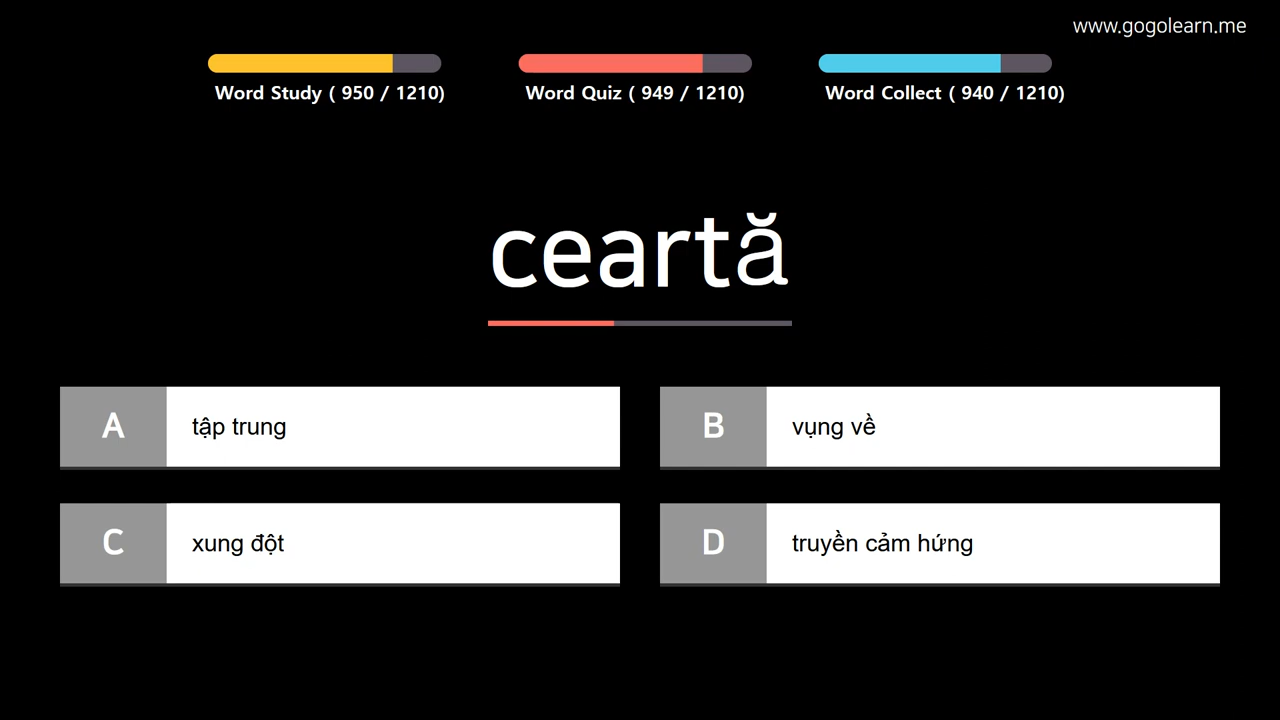 www.gogolearn.me
Word Study ( 950 / 1210)
Word Quiz ( 949 / 1210)
Word Collect ( 940 / 1210)
ceartă
A tập trung
B vụng về
C xung đột
D truyền cảm hứng